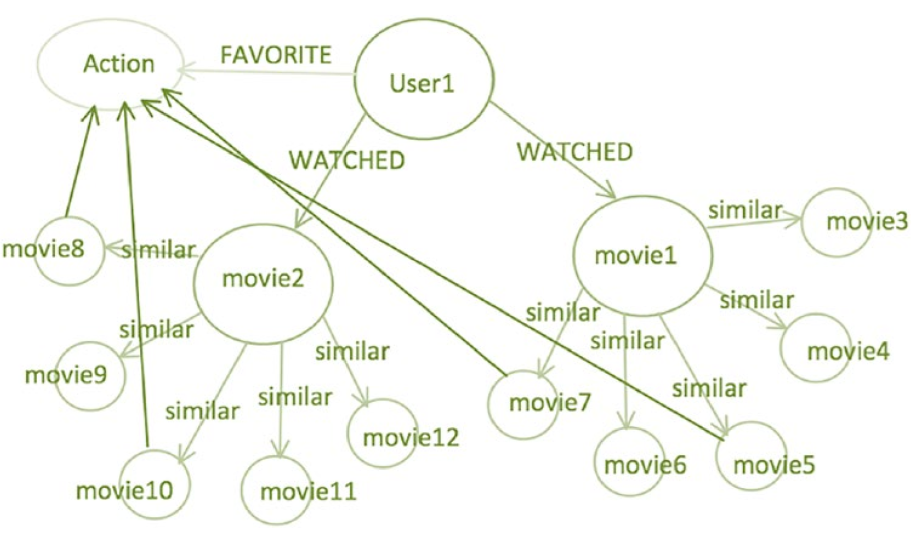 Action
FAVORITE
User1
WATCHED
WATCHED
movie8
similar
movie2
movie1
similar
movie3
similar
movie9
similar
similar
similar
movie10
movie11
movie12
similar
similar
similar
similar
movie4
movie7
movie6
movie5